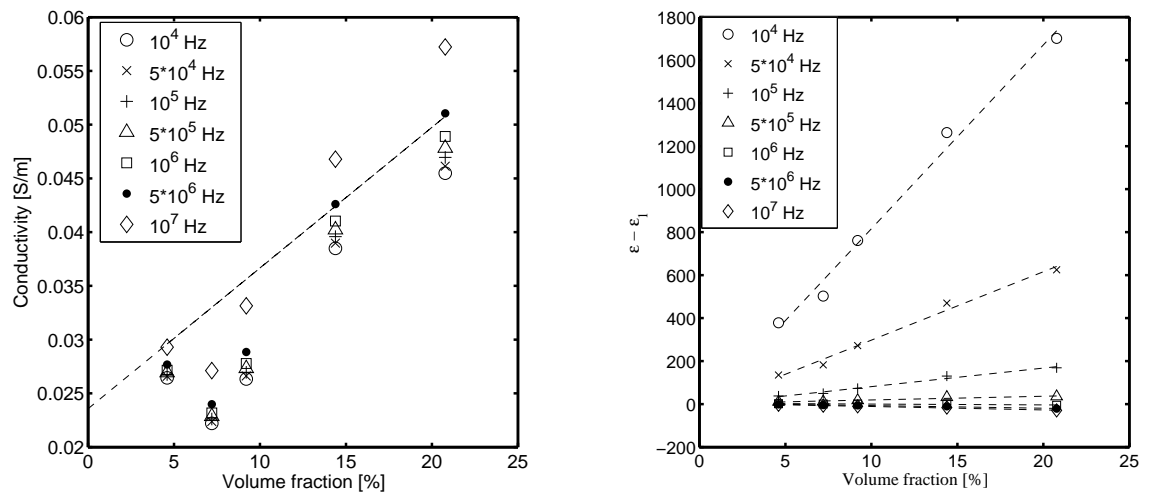 0.06
0.055
0.05
0.045
0.04
0.035
0.03
0.025
0.02
0 5 10 15 20 25
Conductivity [S/m]
Volume fraction [%]
10^4 Hz
5*10^4 Hz
10^5 Hz
5*10^5 Hz
10^6 Hz
5*10^6 Hz
10^7 Hz
1800
1600
1400
1200
1000
800
600
400
200
0
−200
0 5 10 15 20 25
ε − ε_1
Volume fraction [%]
10^4 Hz
5*10^4 Hz
10^5 Hz
5*10^5 Hz
10^6 Hz
5*10^6 Hz
10^7 Hz